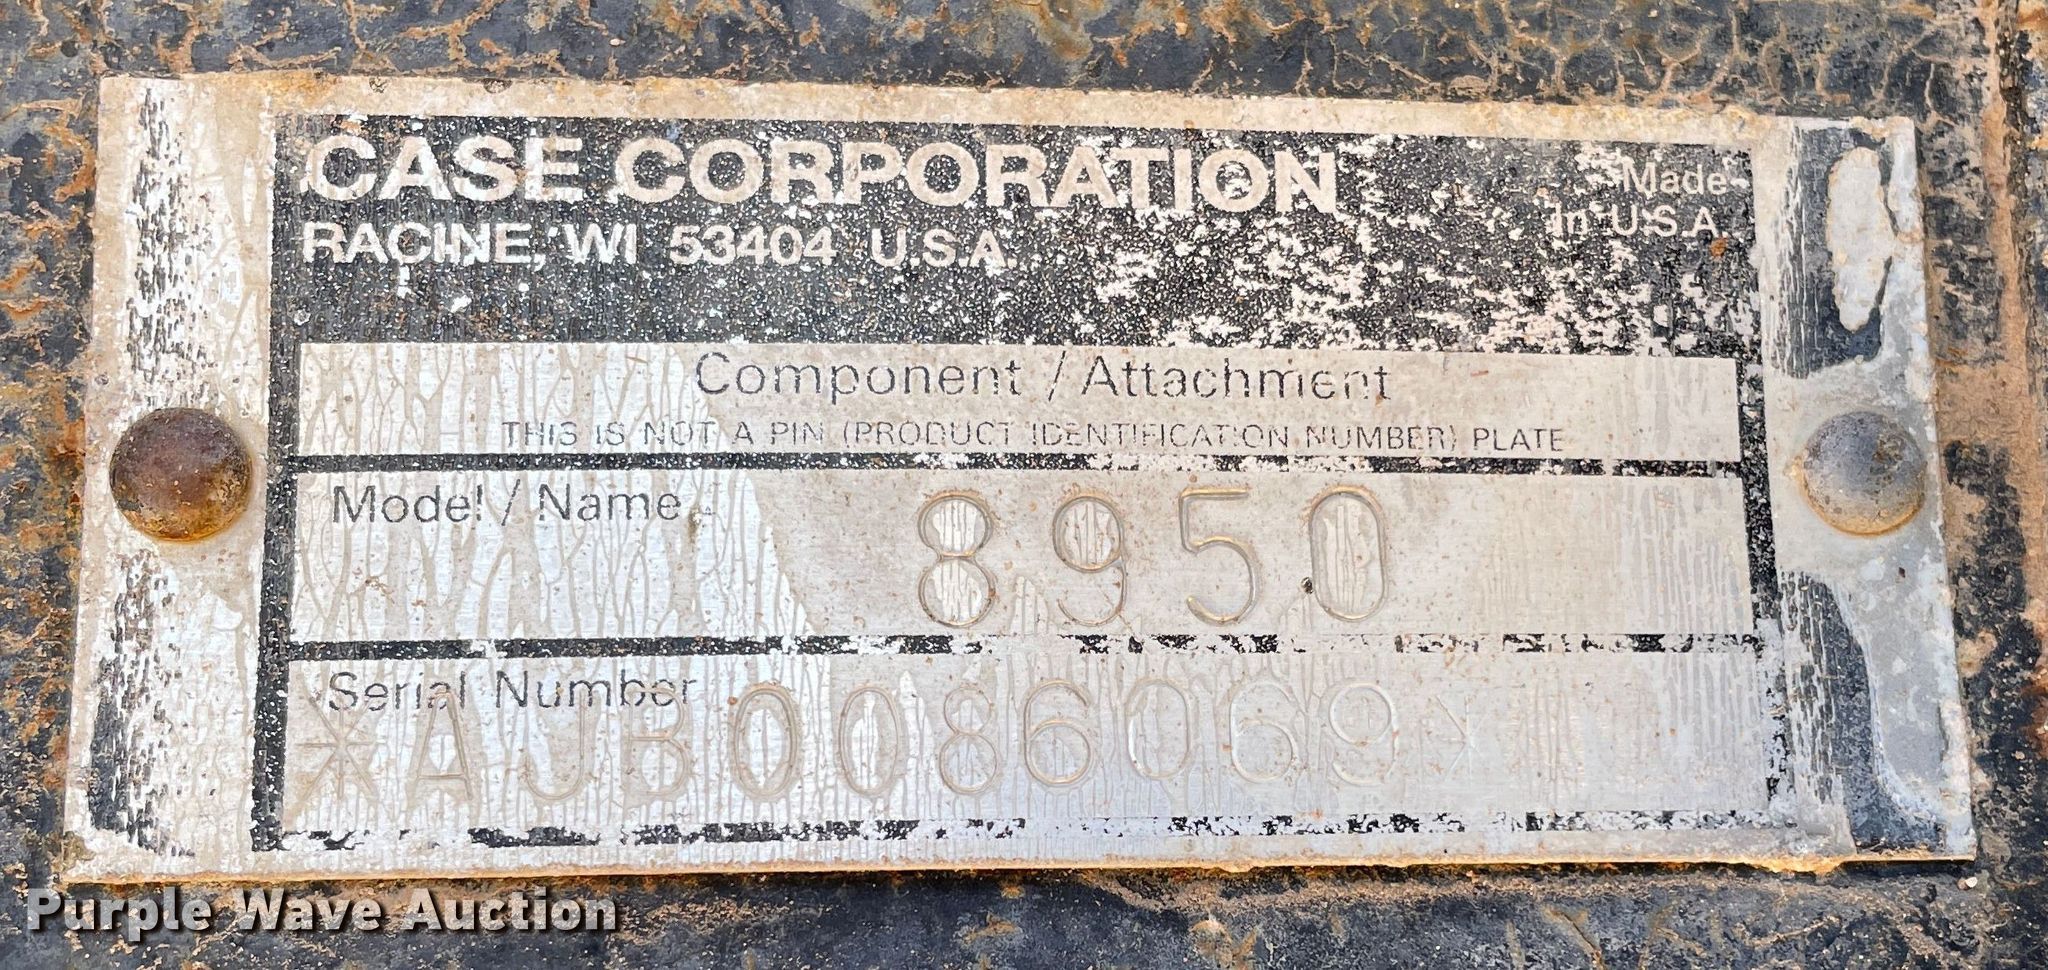 CASE CORPORATION
RACINE, WI 53404 U.S.A.
Made
in U.S.A.
Component / Attachment
THIS IS NOT A PIN (PRODUCT IDENTIFICATION NUMBER) PLATE
Model / Name 8950
Serial Number
*AJB0086069*
Purple Wave Auction